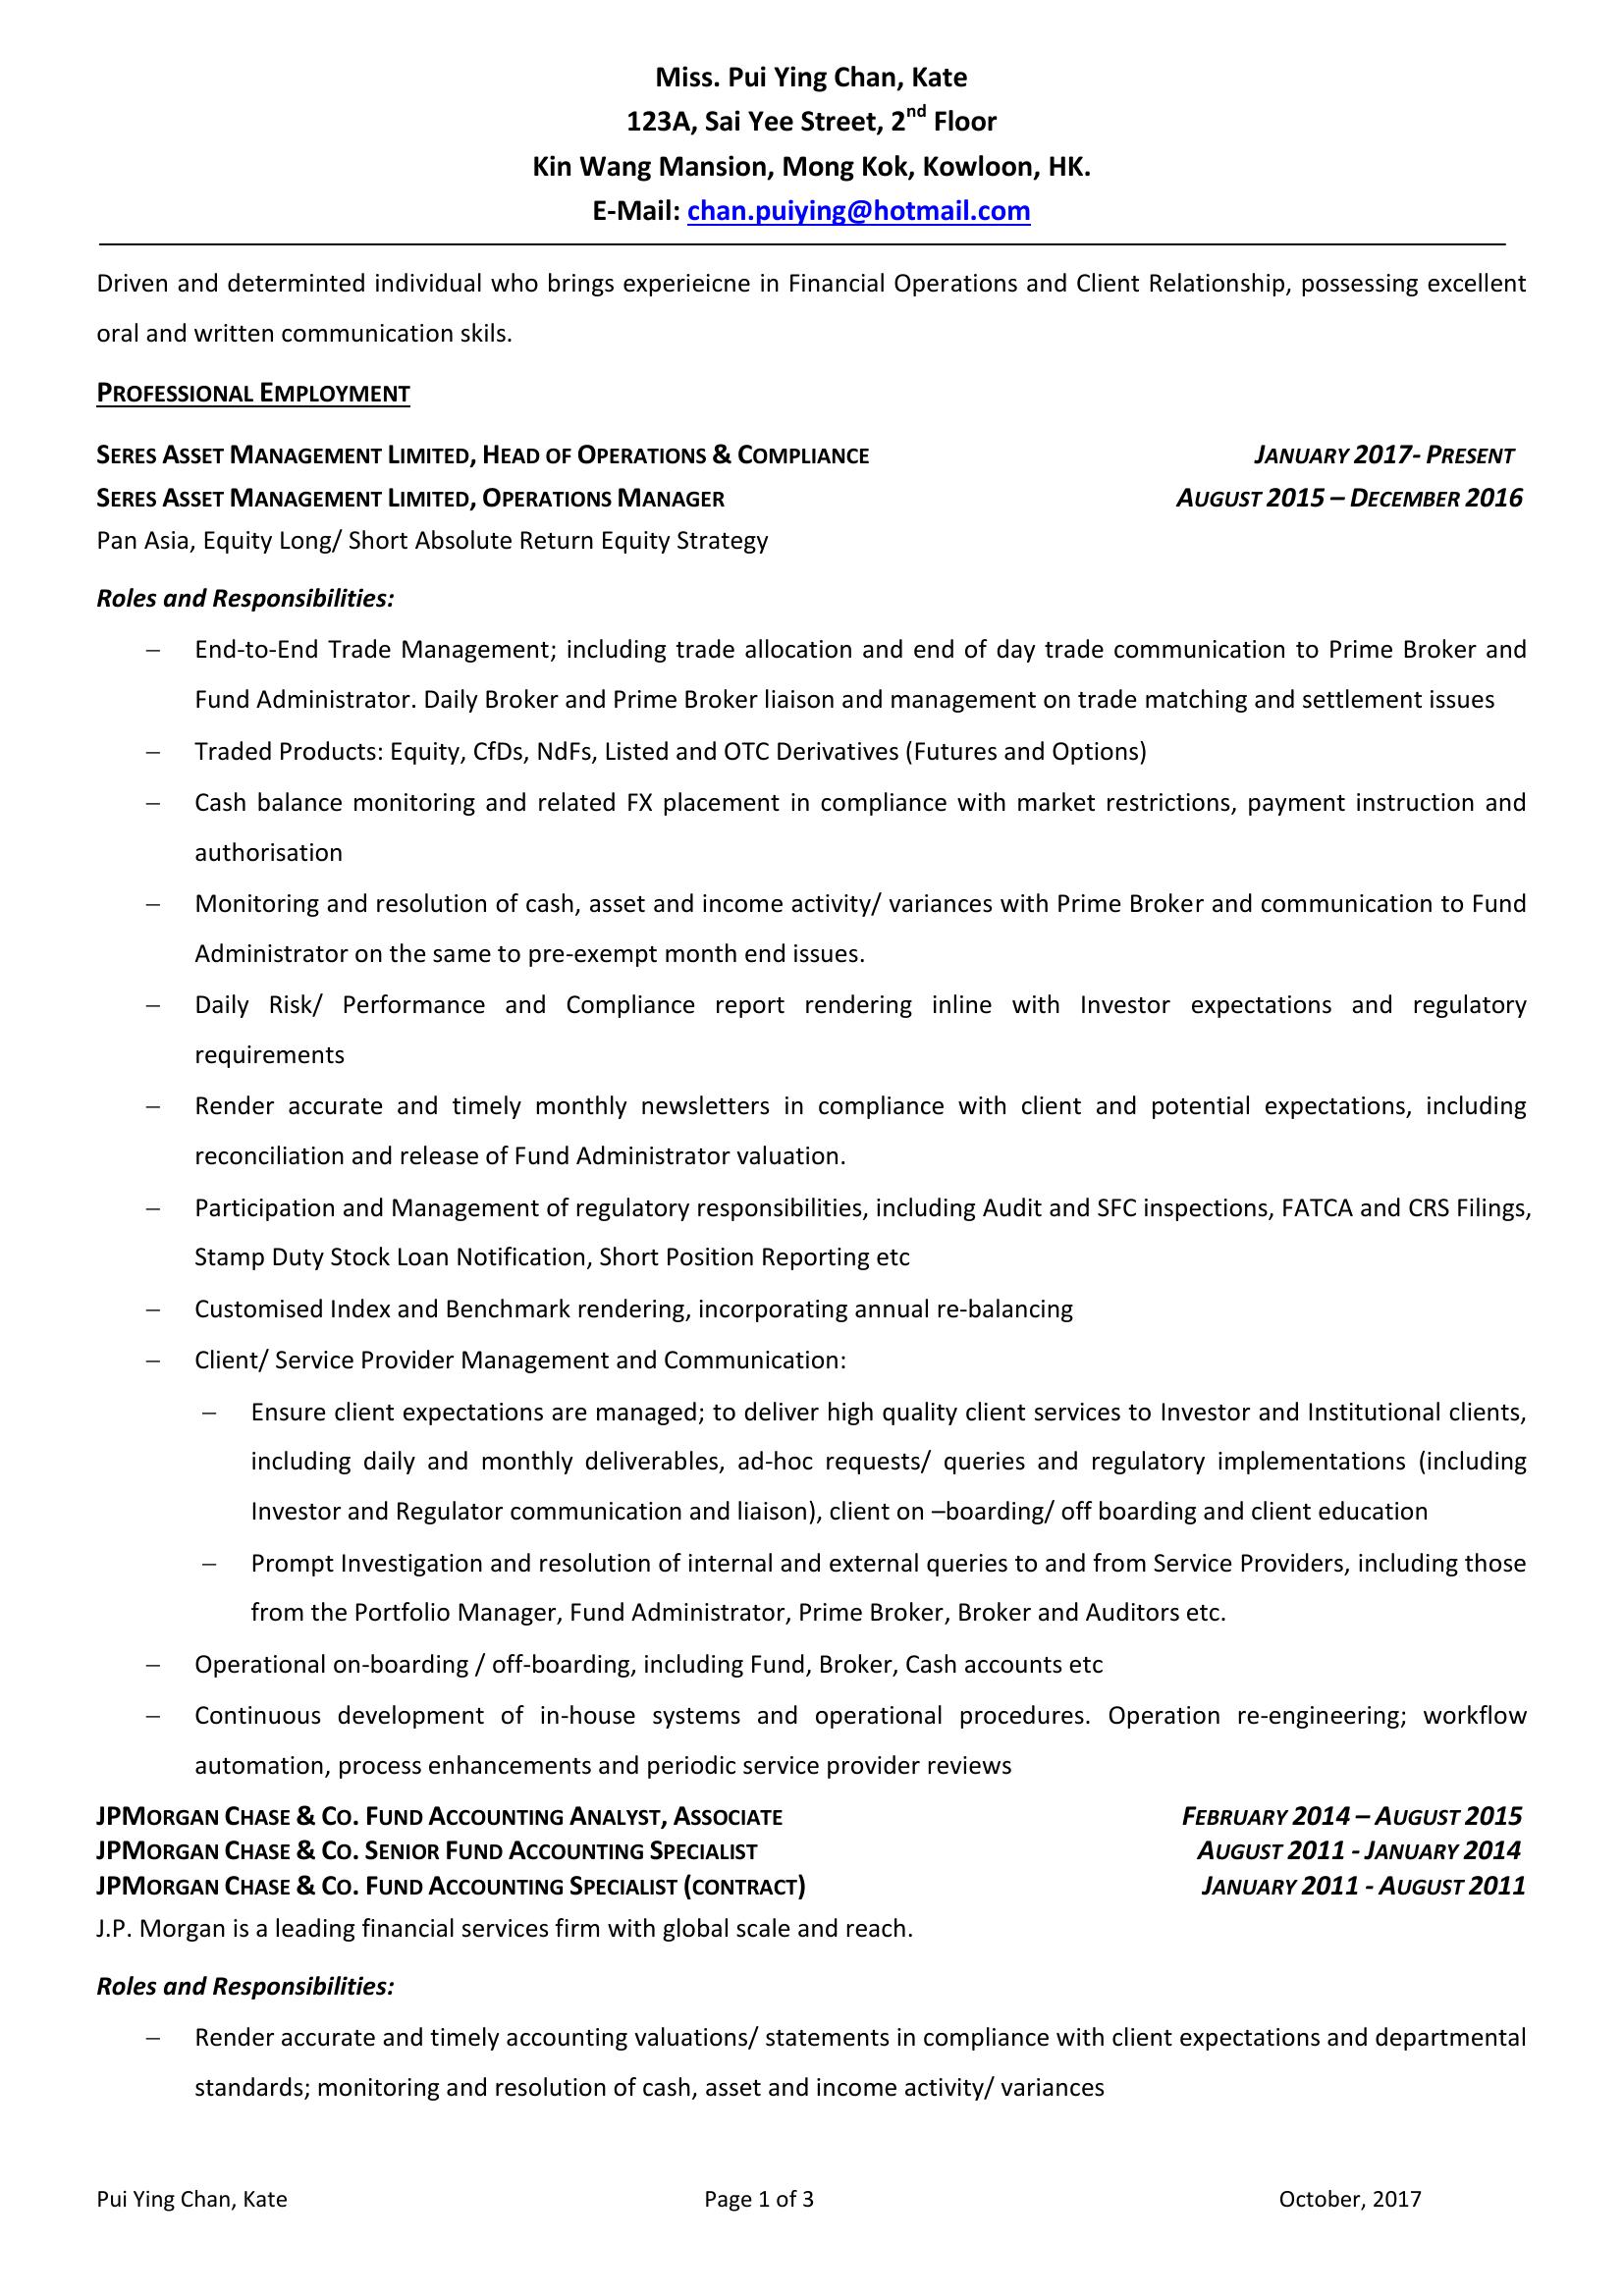 Miss. Pui Ying Chan, Kate
123A, Sai Yee Street, 2nd Floor
Kin Wang Mansion, Mong Kok, Kowloon, HK.
E-Mail: chan.puiying@hotmail.com
Driven and determinted individual who brings experieicne in Financial Operations and Client Relationship, possessing excellent
oral and written communication skils.
PROFESSIONAL EMPLOYMENT
SERES ASSET MANAGEMENT LIMITED, HEAD OF OPERATIONS & COMPLIANCE JANUARY 2017- PRESENT
SERES ASSET MANAGEMENT LIMITED, OPERATIONS MANAGER AUGUST 2015 – DECEMBER 2016
Pan Asia, Equity Long/ Short Absolute Return Equity Strategy
Roles and Responsibilities:
– End-to-End Trade Management; including trade allocation and end of day trade communication to Prime Broker and
Fund Administrator. Daily Broker and Prime Broker liaison and management on trade matching and settlement issues
– Traded Products: Equity, CfDs, NdFs, Listed and OTC Derivatives (Futures and Options)
– Cash balance monitoring and related FX placement in compliance with market restrictions, payment instruction and
authorisation
– Monitoring and resolution of cash, asset and income activity/ variances with Prime Broker and communication to Fund
Administrator on the same to pre-exempt month end issues.
– Daily Risk/ Performance and Compliance report rendering inline with Investor expectations and regulatory
requirements
– Render accurate and timely monthly newsletters in compliance with client and potential expectations, including
reconciliation and release of Fund Administrator valuation.
– Participation and Management of regulatory responsibilities, including Audit and SFC inspections, FATCA and CRS Filings,
Stamp Duty Stock Loan Notification, Short Position Reporting etc
– Customised Index and Benchmark rendering, incorporating annual re-balancing
– Client/ Service Provider Management and Communication:
– Ensure client expectations are managed; to deliver high quality client services to Investor and Institutional clients,
including daily and monthly deliverables, ad-hoc requests/ queries and regulatory implementations (including
Investor and Regulator communication and liaison), client on –boarding/ off boarding and client education
– Prompt Investigation and resolution of internal and external queries to and from Service Providers, including those
from the Portfolio Manager, Fund Administrator, Prime Broker, Broker and Auditors etc.
– Operational on-boarding / off-boarding, including Fund, Broker, Cash accounts etc
– Continuous development of in-house systems and operational procedures. Operation re-engineering; workflow
automation, process enhancements and periodic service provider reviews
JPMORGAN CHASE & CO. FUND ACCOUNTING ANALYST, ASSOCIATE FEBRUARY 2014 – AUGUST 2015
JPMORGAN CHASE & CO. SENIOR FUND ACCOUNTING SPECIALIST AUGUST 2011 - JANUARY 2014
JPMORGAN CHASE & CO. FUND ACCOUNTING SPECIALIST (CONTRACT) JANUARY 2011 - AUGUST 2011
J.P. Morgan is a leading financial services firm with global scale and reach.
Roles and Responsibilities:
– Render accurate and timely accounting valuations/ statements in compliance with client expectations and departmental
standards; monitoring and resolution of cash, asset and income activity/ variances
Pui Ying Chan, Kate Page 1 of 3 October, 2017